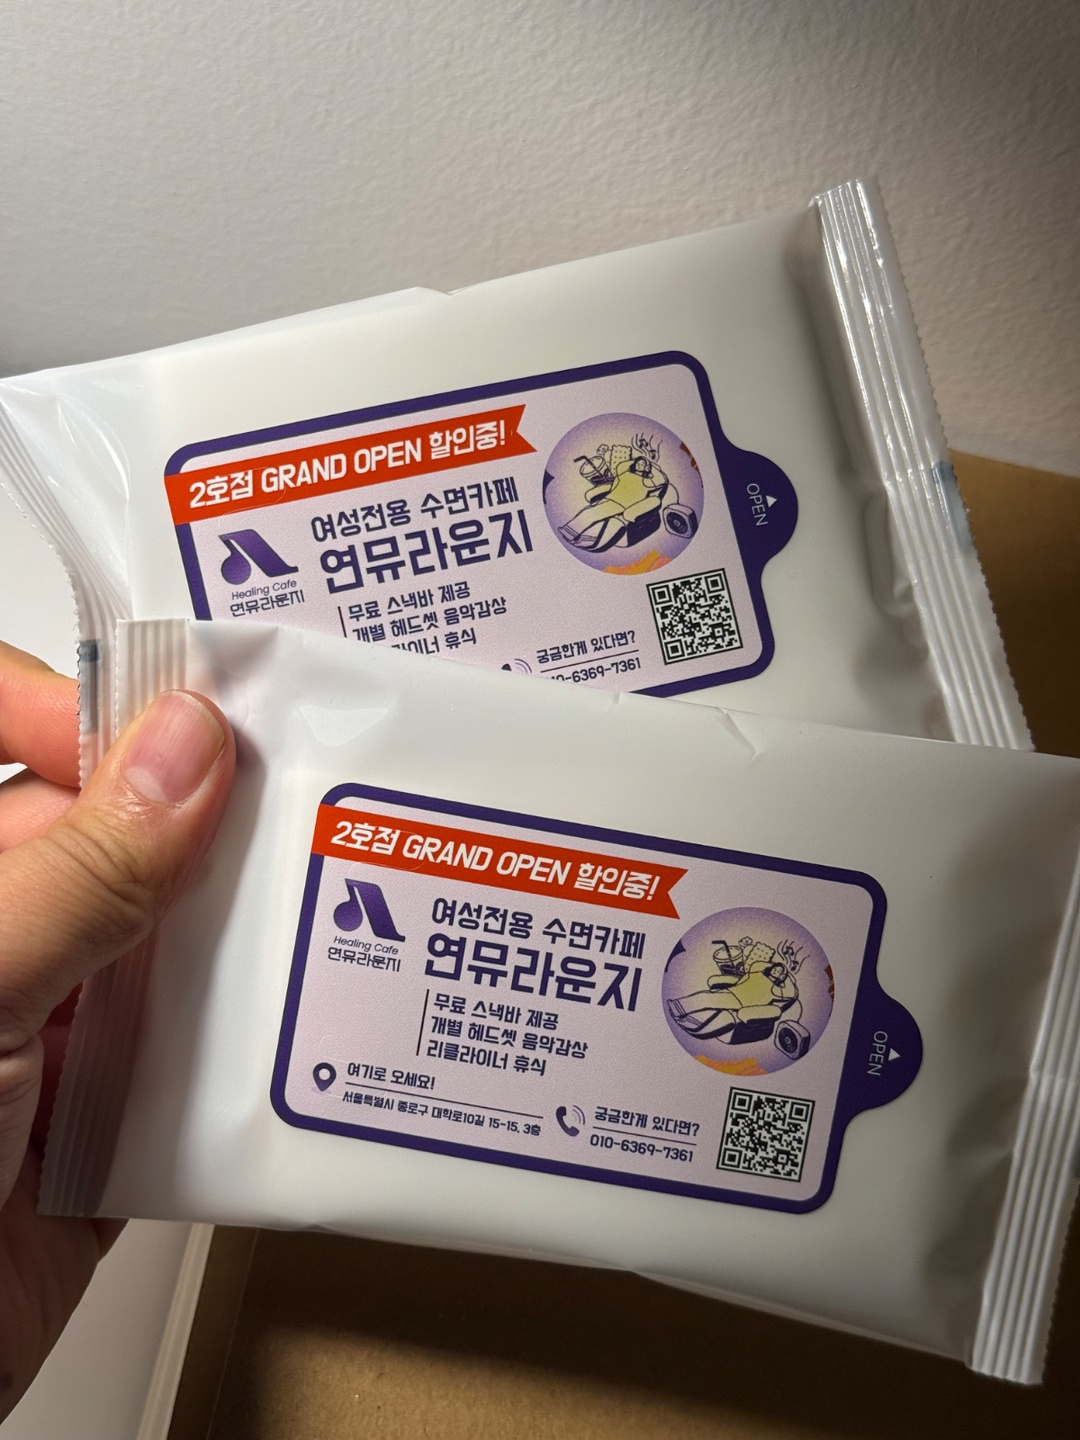 2호점 GRAND OPEN 할인중!
여성전용 수면카페
연뮤라운지
Healing Cafe
연뮤라운지
무료 스낵바 제공
개별 헤드셋 음악감상
라이너 휴식
궁금한게 있다면?
-6369-7361
OPEN
2호점 GRAND OPEN 할인중!
여성전용 수면카페
연뮤라운지
Healing Cafe
연뮤라운지
무료 스낵바 제공
개별 헤드셋 음악감상
리클라이너 휴식
여기로 오세요!
서울특별시 종로구 대학로10길 15-15, 3층
궁금한게 있다면?
010-6369-7361
OPEN